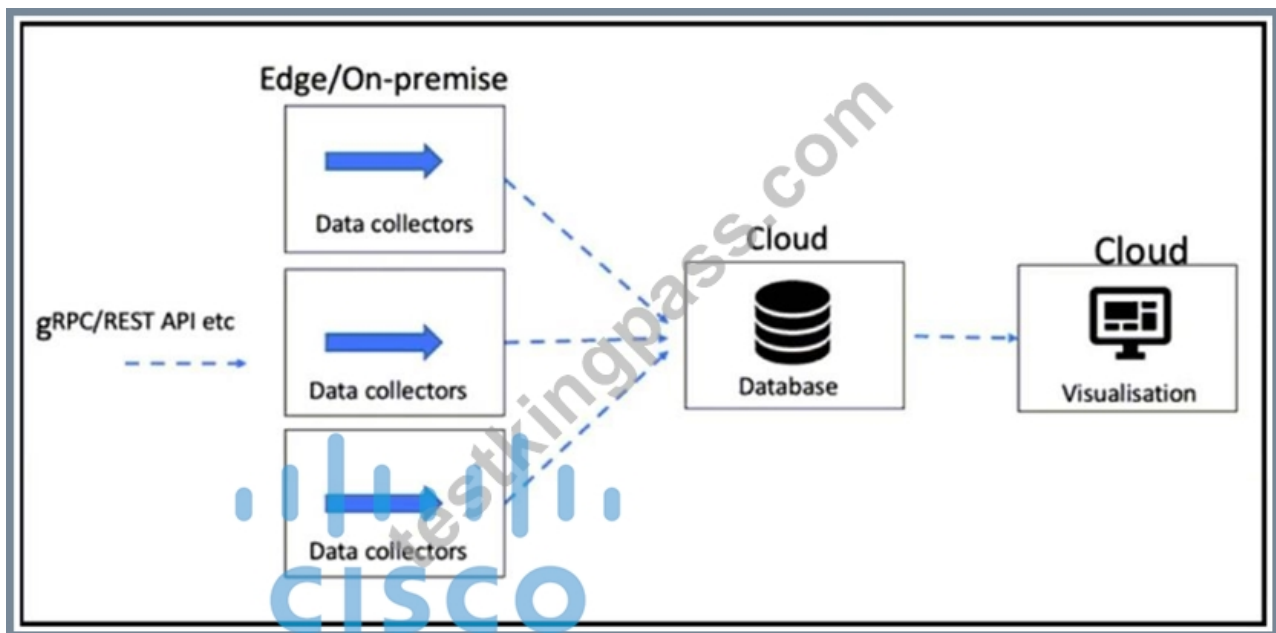 Edge/On-premise
Data collectors
gRPC/REST API etc
Data collectors
Data collectors
Cloud
Database
Cloud
Visualisation
testkingpass.com
CISCO